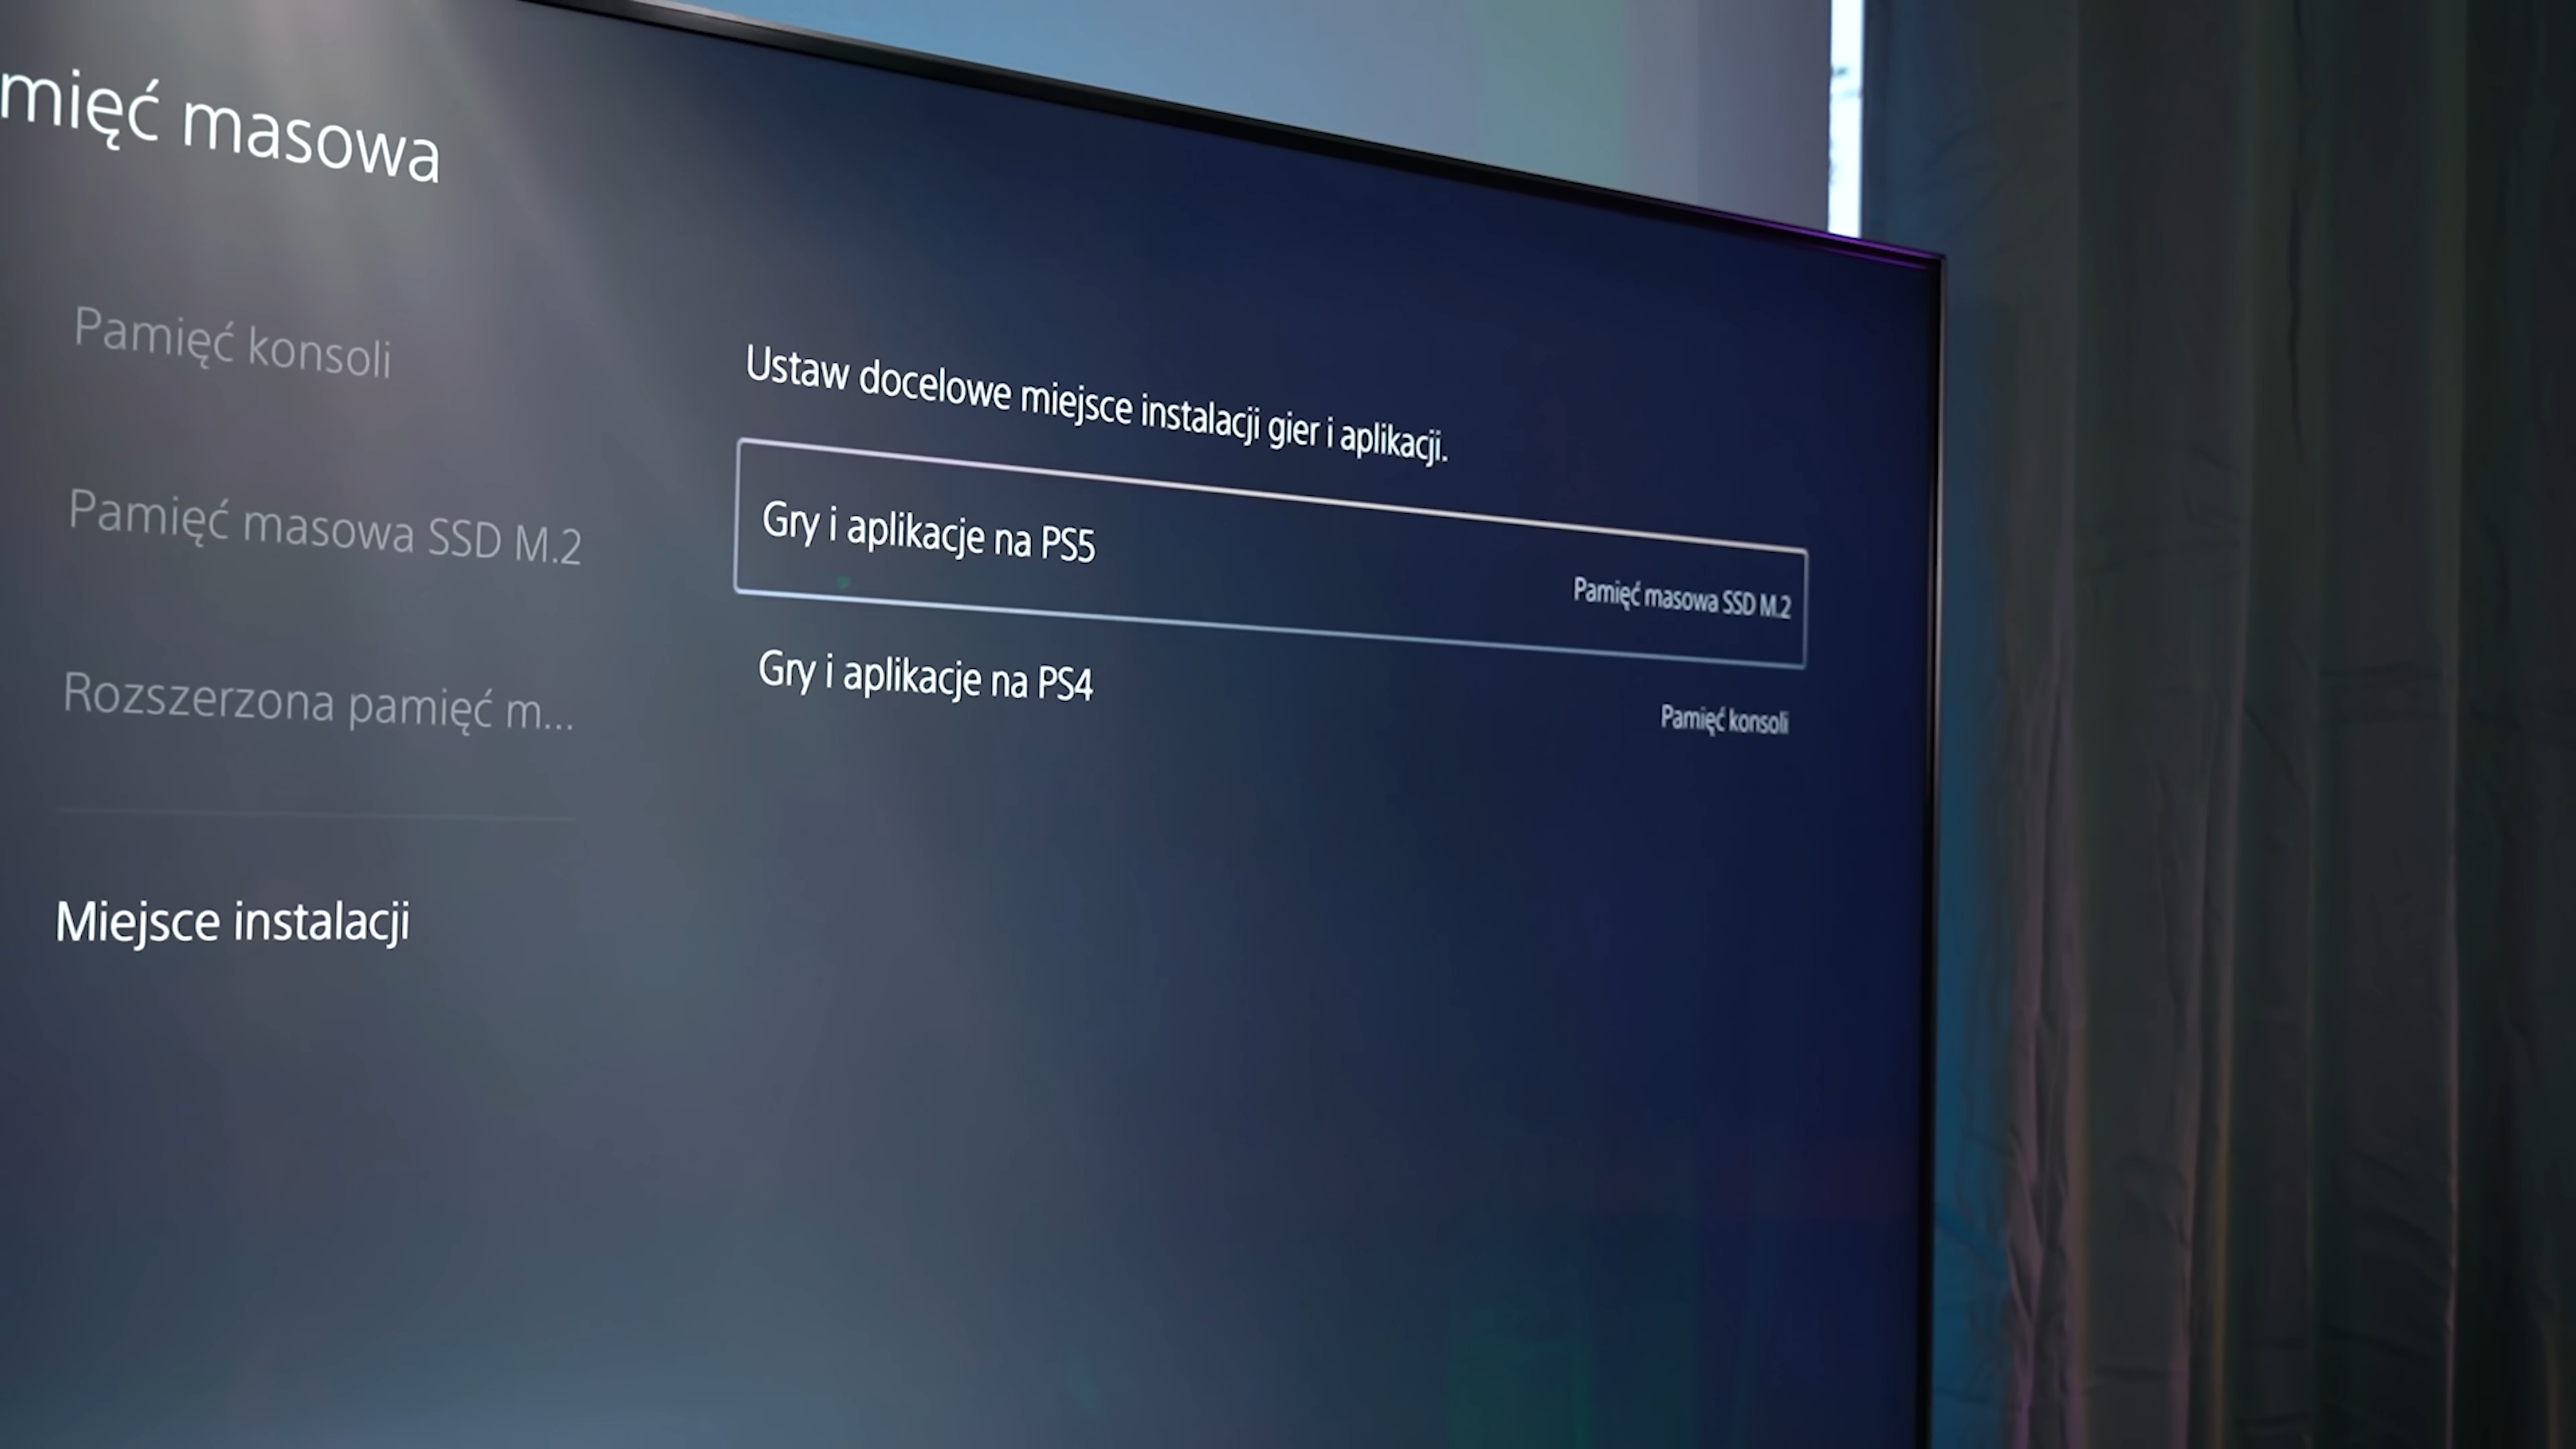 mięć masowa
Pamięć konsoli
Pamięć masowa SSD M.2
Rozszerzona pamięć m...
Miejsce instalacji
Ustaw docelowe miejsce instalacji gier i aplikacji.
Gry i aplikacje na PS5
Pamięć masowa SSD M.2
Gry i aplikacje na PS4
Pamięć konsoli